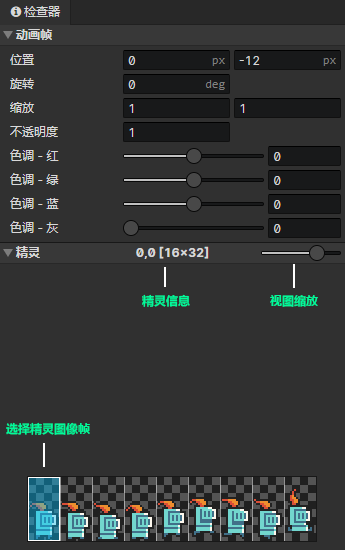 检查器
动画帧
位置 0 px -12 px
旋转 0 deg
缩放 1 1
不透明度 1
色调 - 红 0
色调 - 绿 0
色调 - 蓝 0
色调 - 灰 0
精灵 0,0 [16×32]
精灵信息 视图缩放
选择精灵图像帧